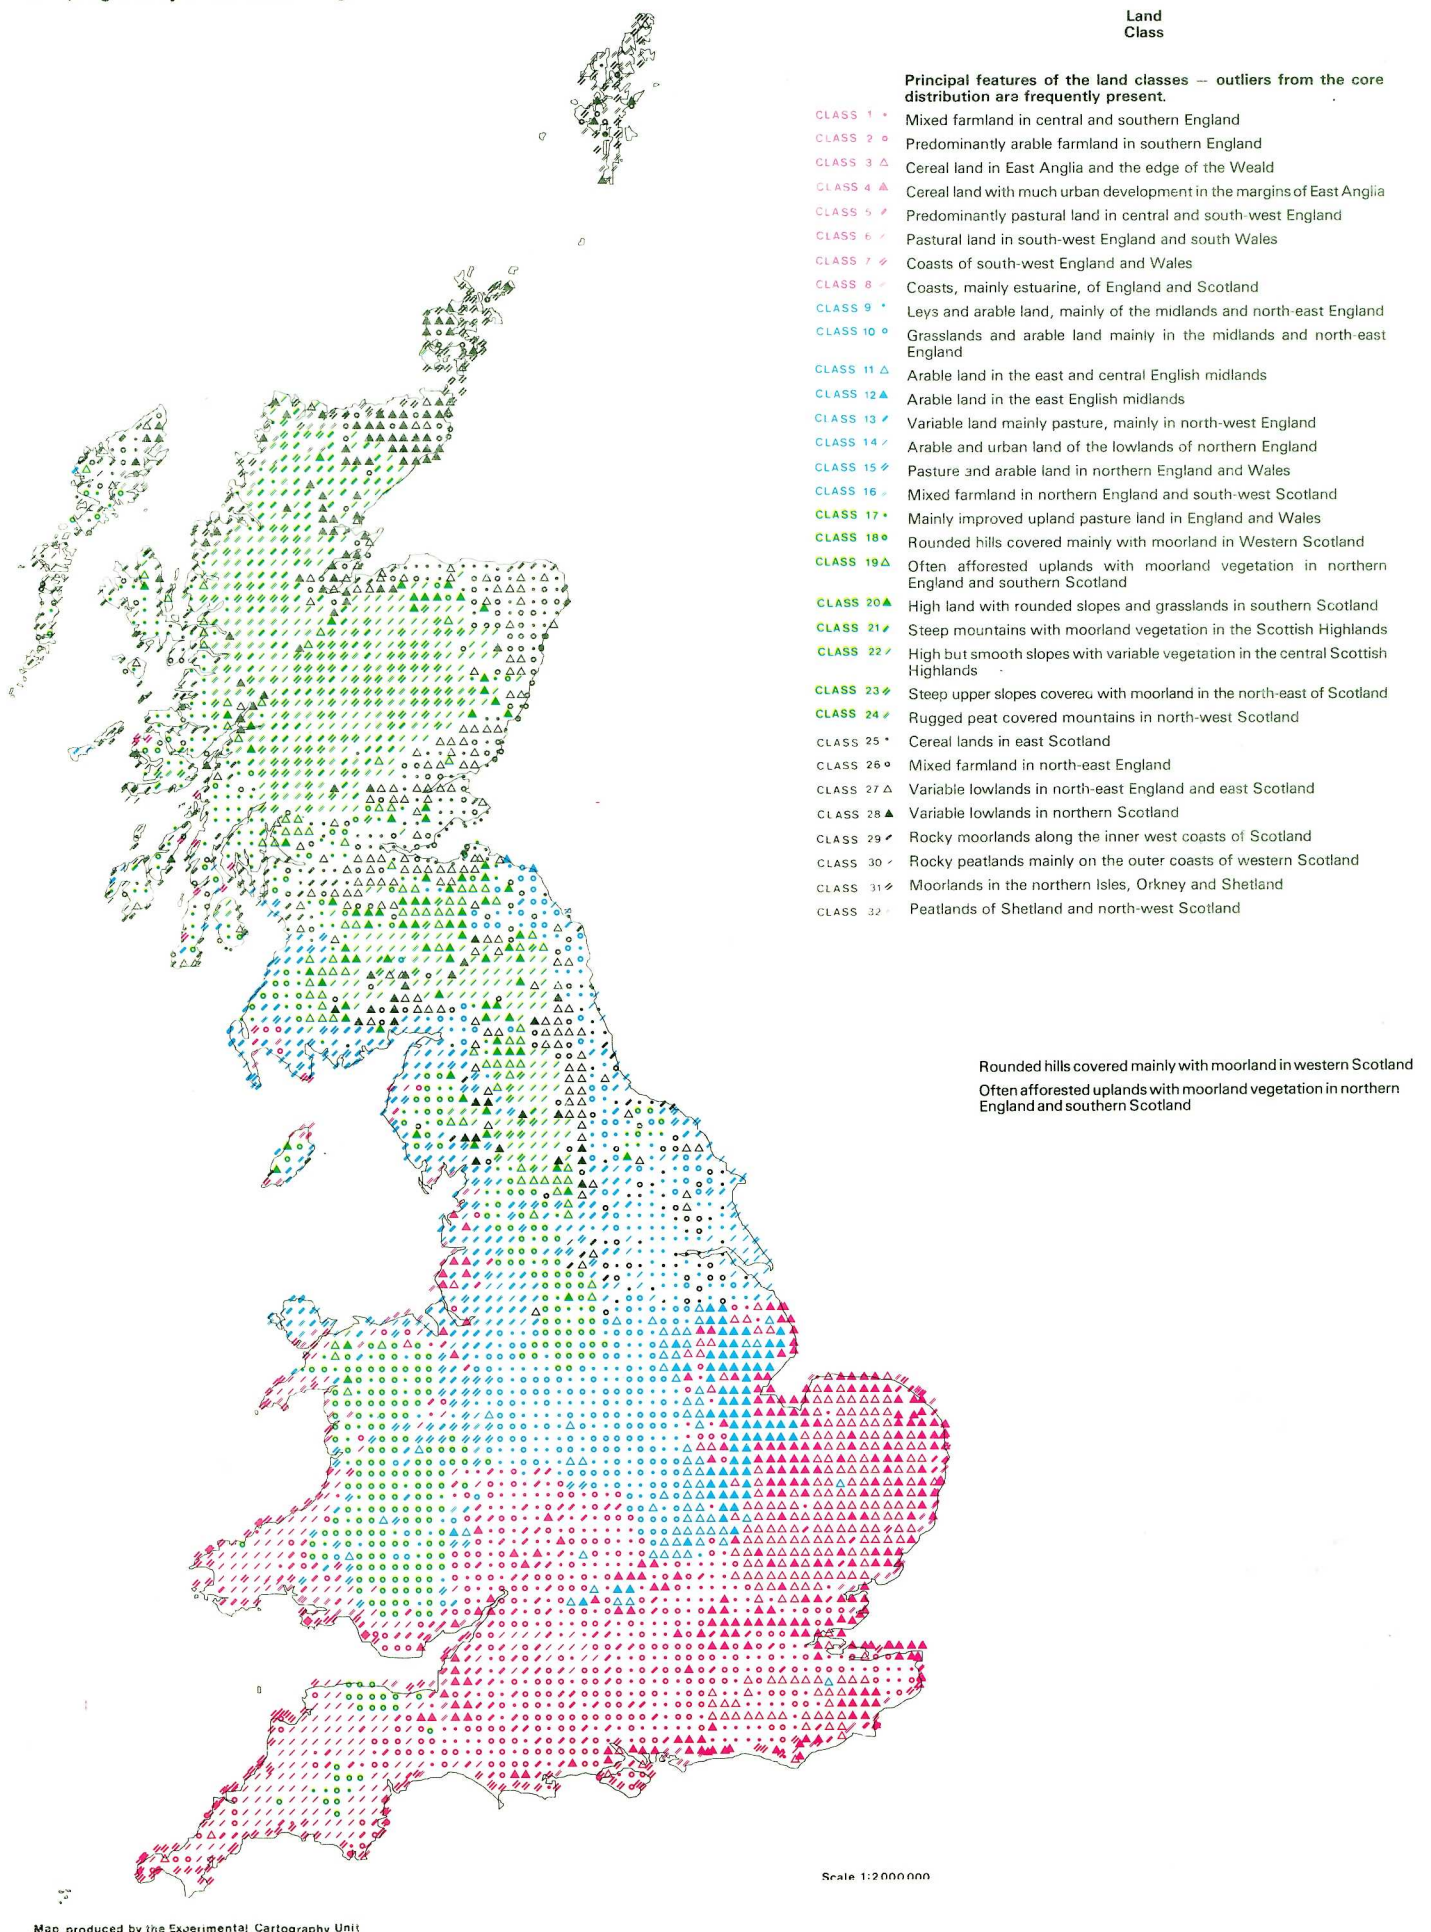 Land
Class
Principal features of the land classes — outliers from the core
distribution are frequently present.
CLASS 1 Mixed farmland in central and southern England
CLASS 2 Predominantly arable farmland in southern England
CLASS 3 Cereal land in East Anglia and the edge of the Weald
CLASS 4 Cereal land with much urban development in the margins of East Anglia
CLASS 5 Predominantly pastural land in central and south-west England
CLASS 6 Pastural land in south-west England and south Wales
CLASS 7 Coasts of south-west England and Wales
CLASS 8 Coasts, mainly estuarine, of England and Scotland
CLASS 9 Leys and arable land, mainly of the midlands and north-east England
CLASS 10 Grasslands and arable land mainly in the midlands and north-east
England
CLASS 11 Arable land in the east and central English midlands
CLASS 12 Arable land in the east English midlands
CLASS 13 Variable land mainly pasture, mainly in north-west England
CLASS 14 Arable and urban land of the lowlands of northern England
CLASS 15 Pasture and arable land in northern England and Wales
CLASS 16 Mixed farmland in northern England and south-west Scotland
CLASS 17 Mainly improved upland pasture land in England and Wales
CLASS 18 Rounded hills covered mainly with moorland in Western Scotland
CLASS 19 Often afforested uplands with moorland vegetation in northern
England and southern Scotland
CLASS 20 High land with rounded slopes and grasslands in southern Scotland
CLASS 21 Steep mountains with moorland vegetation in the Scottish Highlands
CLASS 22 High but smooth slopes with variable vegetation in the central Scottish
Highlands
CLASS 23 Steep upper slopes covered with moorland in the north-east of Scotland
CLASS 24 Rugged peat covered mountains in north-west Scotland
CLASS 25 Cereal lands in east Scotland
CLASS 26 Mixed farmland in north-east England
CLASS 27 Variable lowlands in north-east England and east Scotland
CLASS 28 Variable lowlands in northern Scotland
CLASS 29 Rocky moorlands along the inner west coasts of Scotland
CLASS 30 Rocky peatlands mainly on the outer coasts of western Scotland
CLASS 31 Moorlands in the northern Isles, Orkney and Shetland
CLASS 32 Peatlands of Shetland and north-west Scotland
Rounded hills covered mainly with moorland in western Scotland
Often afforested uplands with moorland vegetation in northern
England and southern Scotland
Scale 1:2000000
Map produced by the Experimental Cartography Unit